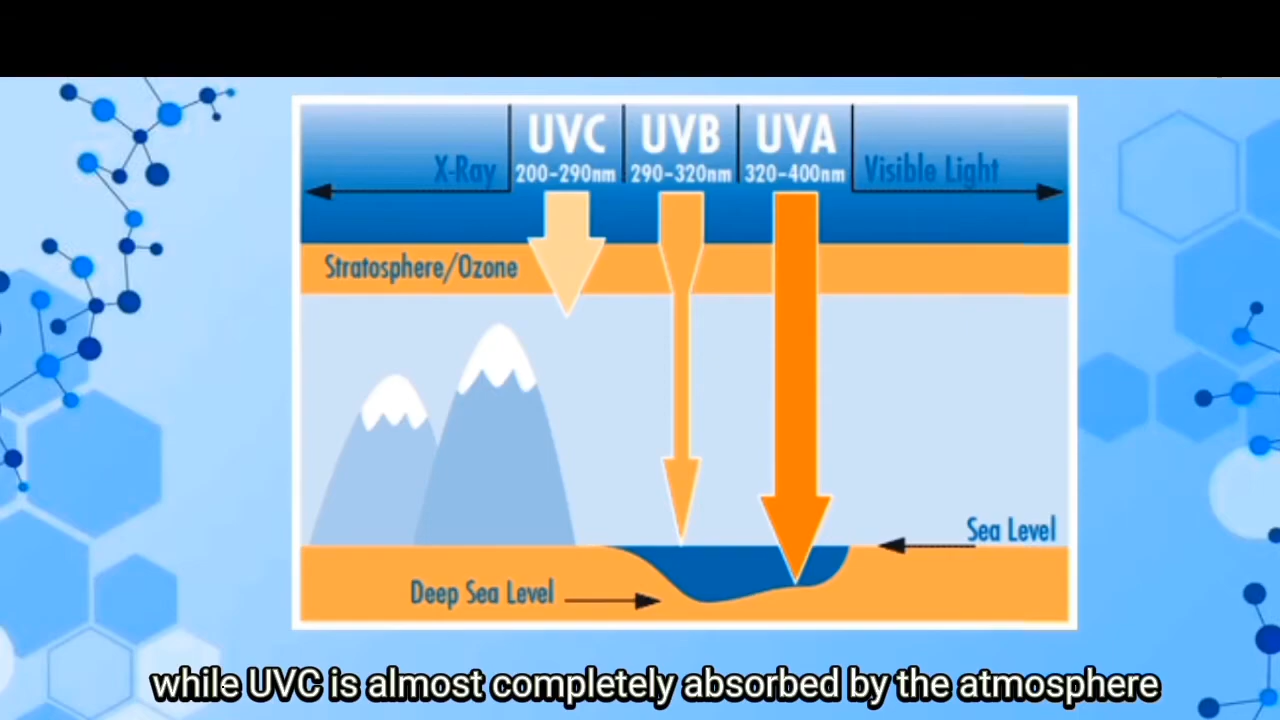 UVC UVB UVA
X-Ray 200-290nm 290-320nm 320-400nm Visible Light
Stratosphere/Ozone
Sea Level
Deep Sea Level
while UVC is almost completely absorbed by the atmosphere